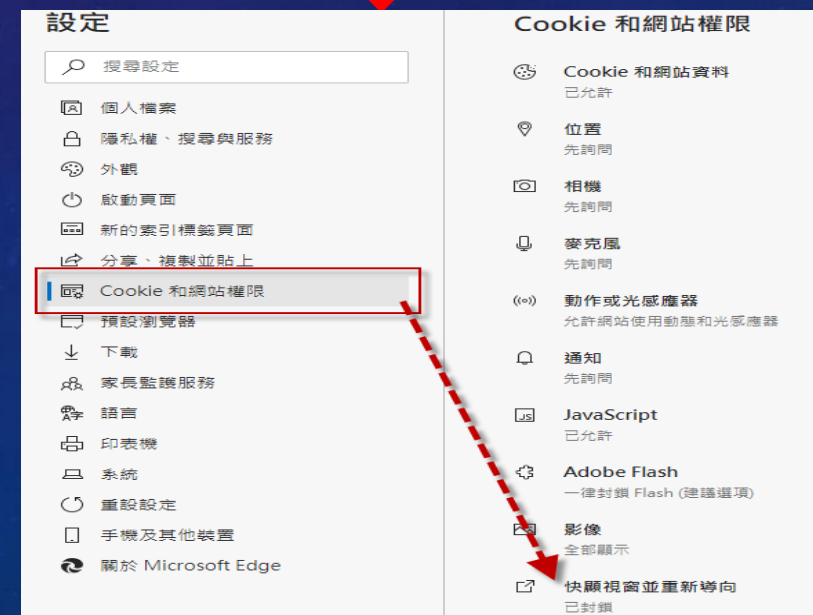 設定
搜尋設定
個人檔案
隱私權、搜尋與服務
外觀
啟動頁面
新的索引標籤頁面
分享、複製並貼上
Cookie 和網站權限
預設瀏覽器
下載
家長監護服務
語言
印表機
系統
重設設定
手機及其他裝置
關於 Microsoft Edge
Cookie 和網站權限
Cookie 和網站資料
已允許
位置
先詢問
相機
先詢問
麥克風
先詢問
動作或光感應器
允許網站使用動態和光感應器
通知
先詢問
JavaScript
已允許
Adobe Flash
一律封鎖 Flash (建議選項)
影像
全部顯示
快顯視窗並重新導向
已封鎖